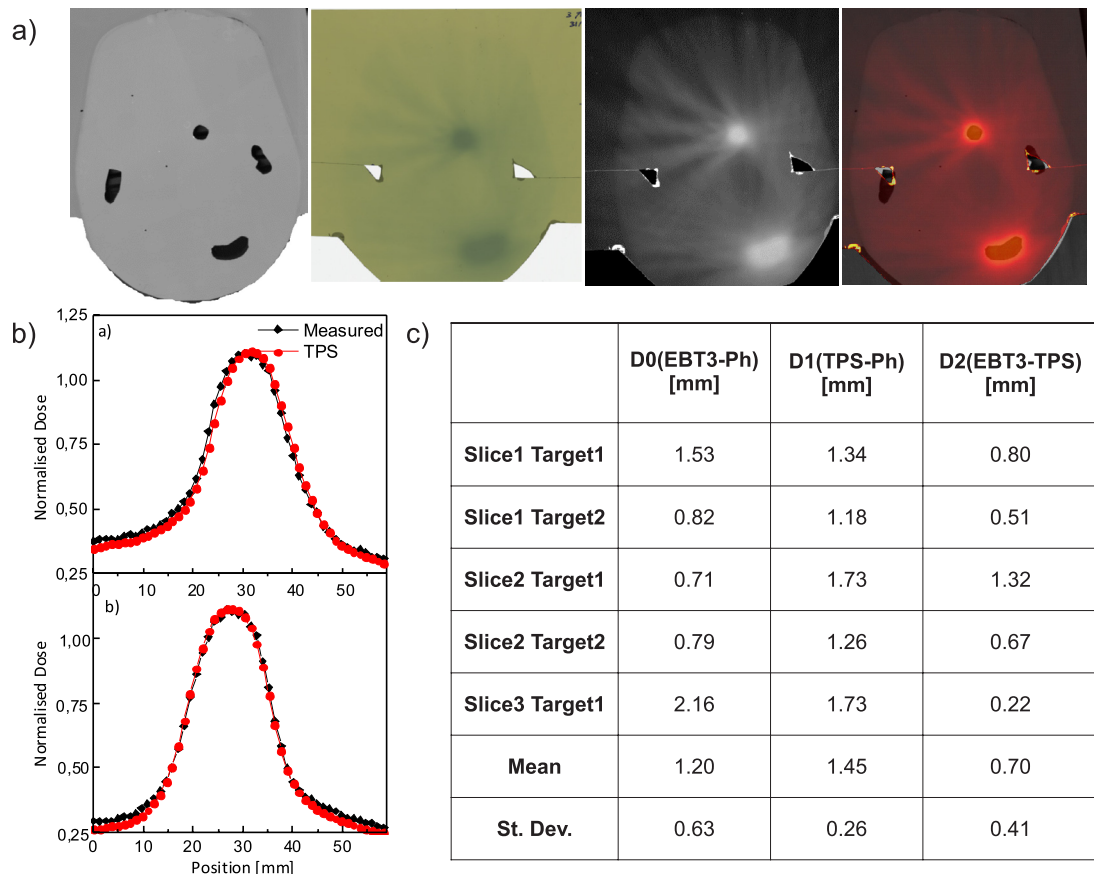 a)
b)
a)
Measured
TPS
1,25
1,00
0,75
0,50
0,25
Normalised Dose
0 10 20 30 40 50
b)
1,00
0,75
0,50
0,25
Normalised Dose
0 10 20 30 40 50
Position [mm]
c)
D0(EBT3-Ph) [mm] D1(TPS-Ph) [mm] D2(EBT3-TPS) [mm]
Slice1 Target1 1.53 1.34 0.80
Slice1 Target2 0.82 1.18 0.51
Slice2 Target1 0.71 1.73 1.32
Slice2 Target2 0.79 1.26 0.67
Slice3 Target1 2.16 1.73 0.22
Mean 1.20 1.45 0.70
St. Dev. 0.63 0.26 0.41